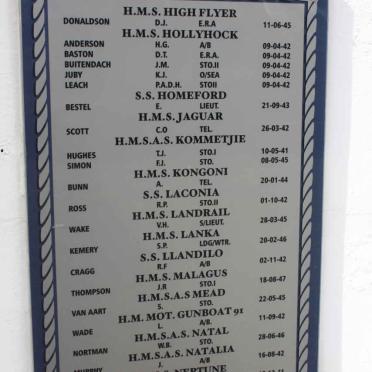 H.M.S. HIGH FLYER
DONALDSON D.J. E.R.A 11-06-45
H.M.S. HOLLYHOCK
ANDERSON H.G. A/B 09-04-42
BASTON D.T. E.R.A. 09-04-42
BUITENDACH J.M. STO.II 09-04-42
JUBY K.J. O/SEA 09-04-42
LEACH P.A.D.H. STOII 09-04-42
S.S. HOMEFORD
BESTEL E. LIEUT. 21-09-43
H.M.S. JAGUAR
SCOTT C.O TEL. 26-03-42
H.M.S.A.S. KOMMETJIE
HUGHES T.J. STO.I 10-05-41
SIMON F.J. STO. 08-05-45
H.M.S. KONGONI
BUNN A. TEL. 20-01-44
S.S. LACONIA
ROSS R.P. STO.II 01-10-42
H.M.S. LANDRAIL
WAKE V.H. S/LIEUT. 28-03-45
H.M.S. LANKA
KEMERY S.P. LDG/WTR. 20-02-46
S.S. LLANDILO
CRAGG R.F A/B 02-11-42
H.M.S. MALAGUS
THOMPSON J.R STO.I 18-06-47
H.M.S.A.S MEAD
VAN AART S. STO. 22-05-45
H.M. MOT. GUNBOAT 91
WADE L. A/B. 11-09-42
H.M.S.A.S. NATAL
NORTMAN W.B. STO. 28-06-46
H.M.S.A.S. NATALIA
MURPHY J. A/B 16-08-42
NEPTUNE